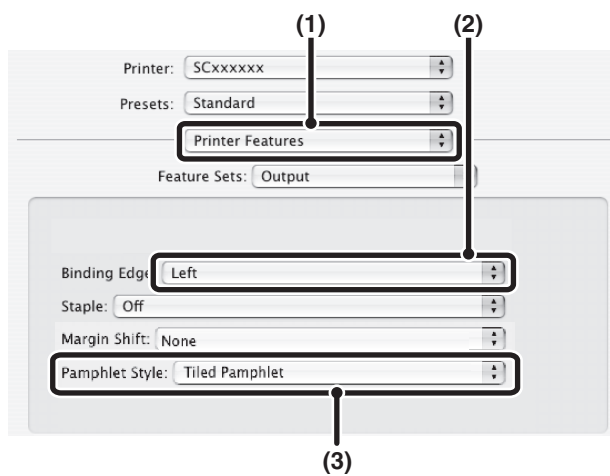 (1) (2)
Printer: SCxxxxxx
Presets: Standard
Printer Features
Feature Sets: Output
Binding Edge Left
Staple: Off
Margin Shift: None
Pamphlet Style: Tiled Pamphlet
(3)